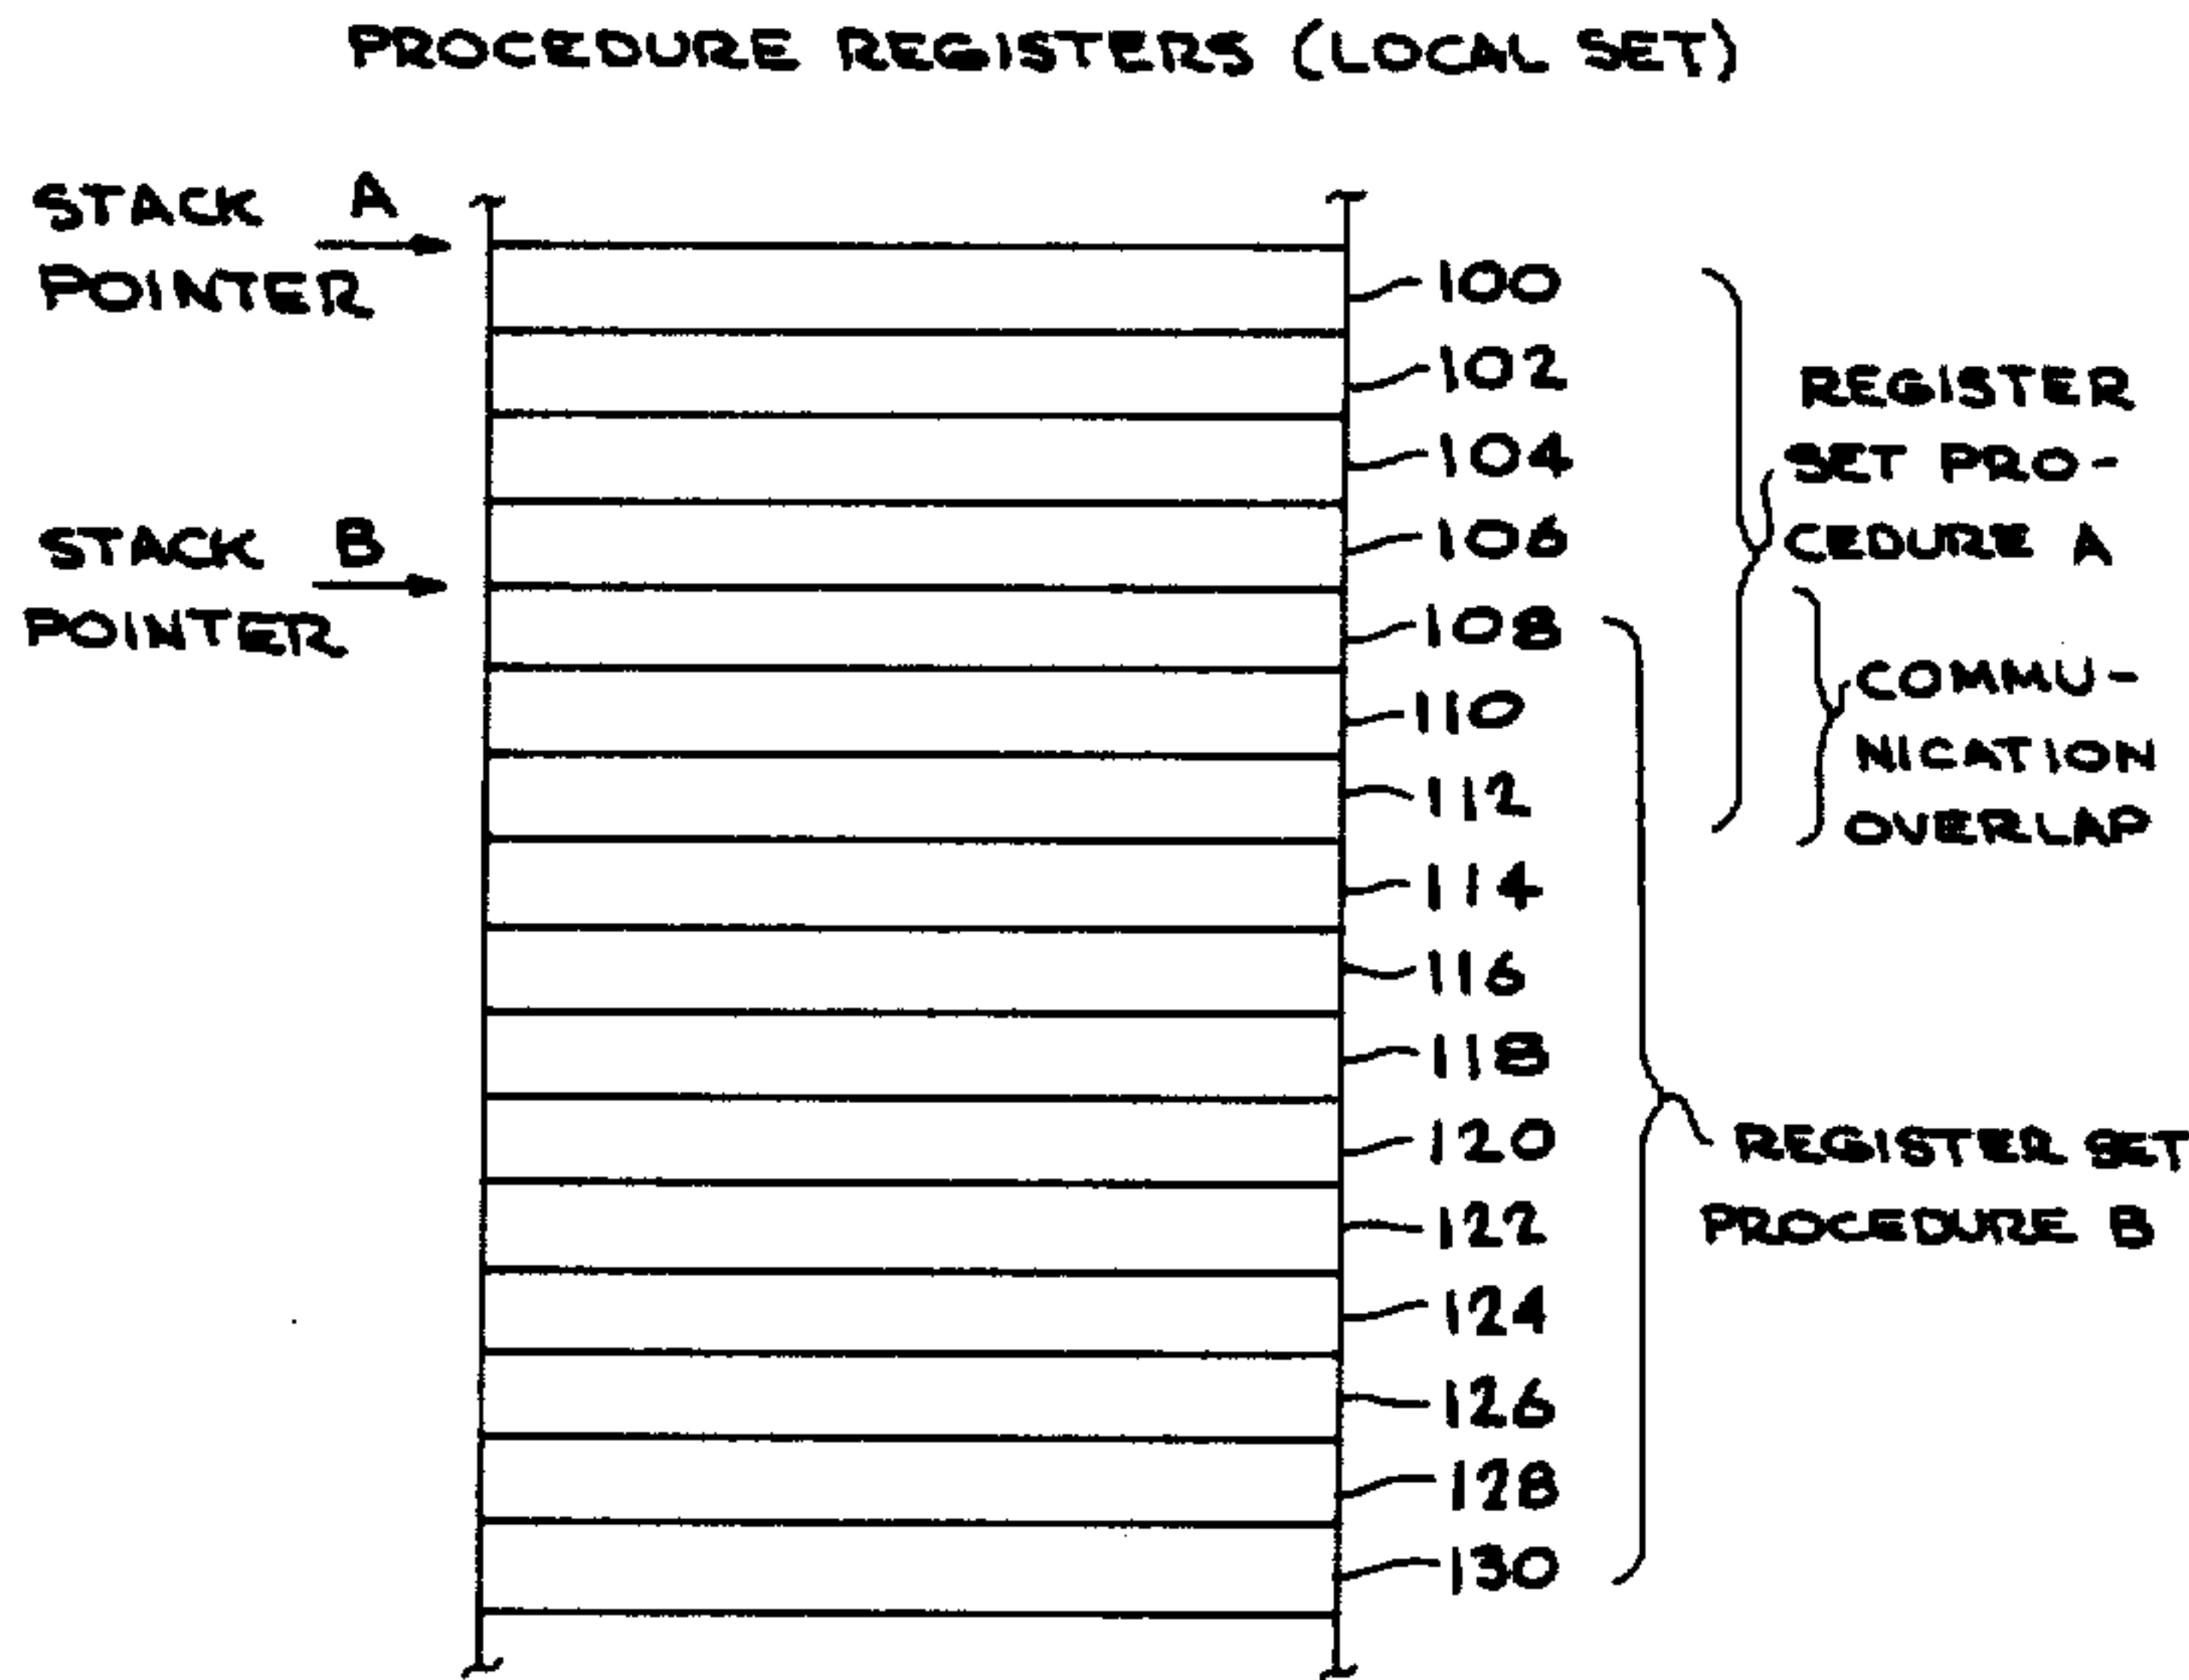 PROCEDURE REGISTERS (LOCAL SET)
STACK A
POINTER
STACK B
POINTER
100
102
104
106
108
110
112
114
116
118
120
122
124
126
128
130
REGISTER
SET PRO-
CEDURE A
COMMU-
NICATION
OVERLAP
REGISTER SET
PROCEDURE B